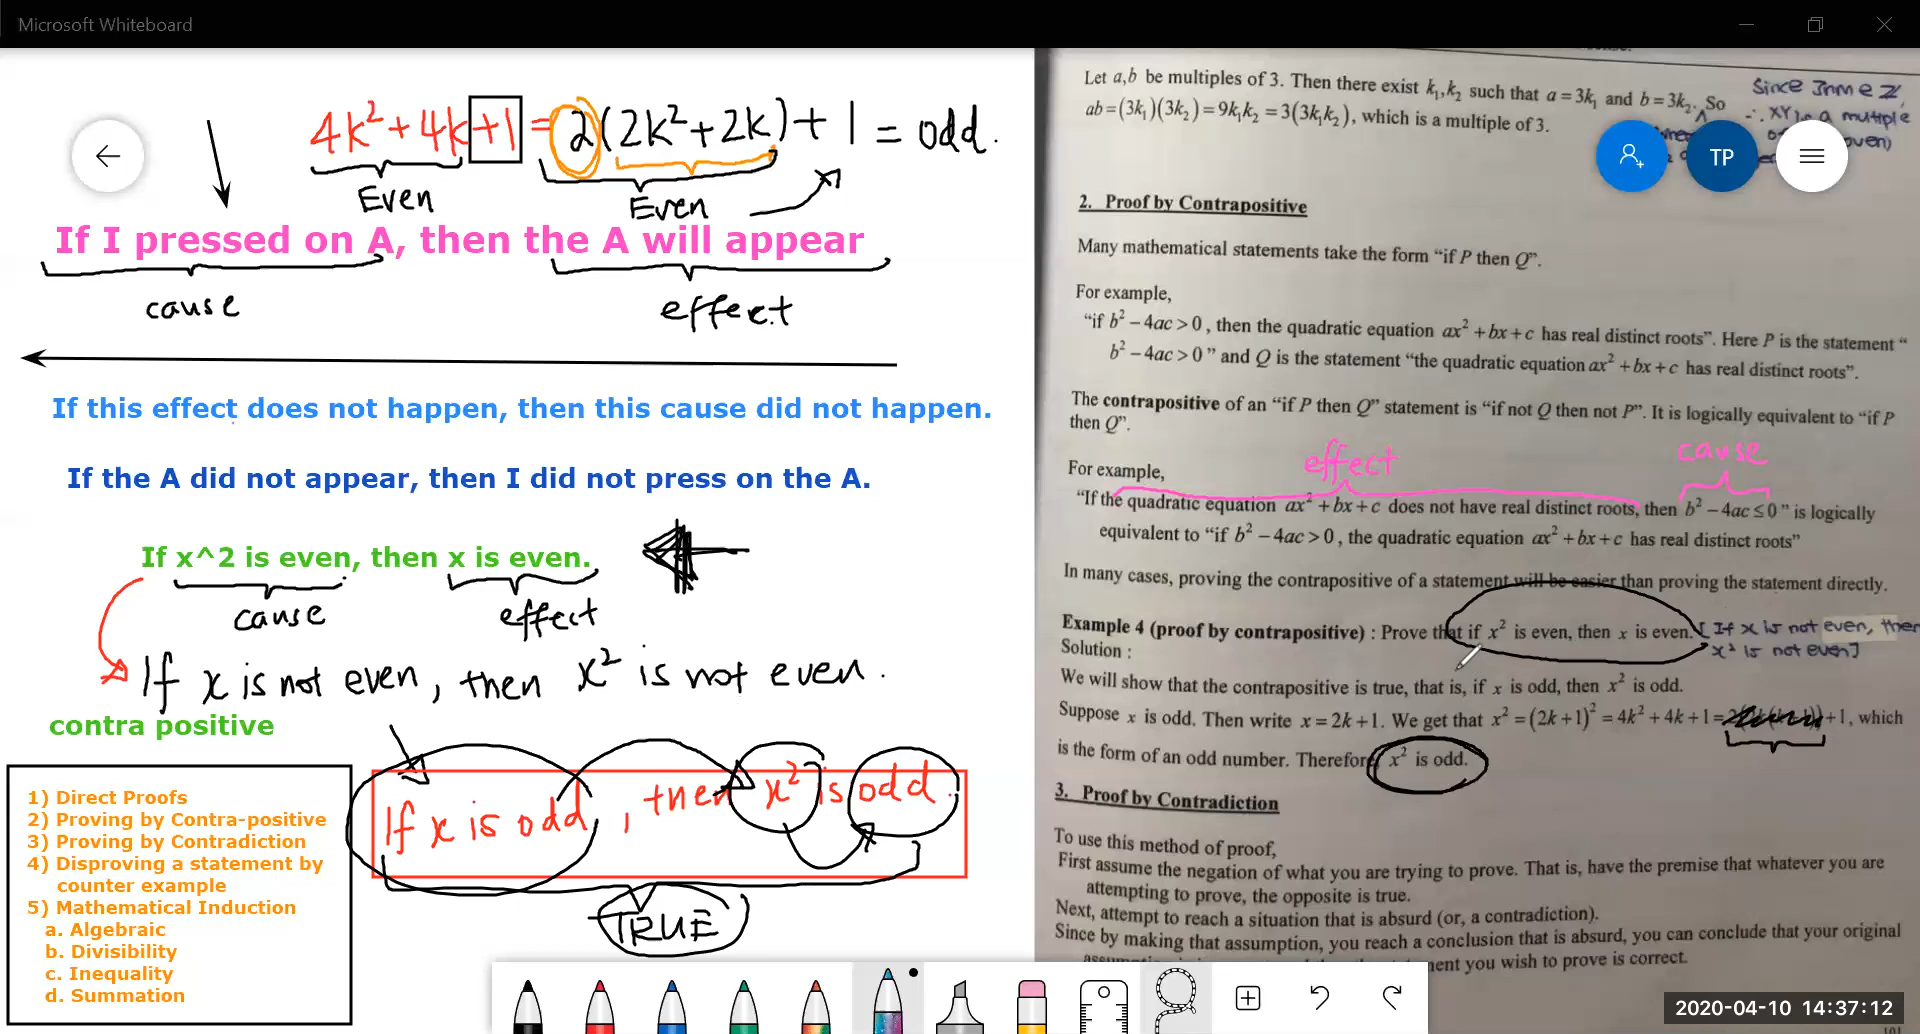 Microsoft Whiteboard
4k² + 4k +1 = 2(2k² + 2k) + 1 = odd.
Even
Even
If I pressed on A, then the A will appear
cause
effect
If this effect does not happen, then this cause did not happen.
If the A did not appear, then I did not press on the A.
If x^2 is even, then x is even.
cause
effect
If x is not even, then x² is not even.
contra positive
If x is odd, then x² is odd.
TRUE
1) Direct Proofs
2) Proving by Contra-positive
3) Proving by Contradiction
4) Disproving a statement by
counter example
5) Mathematical Induction
a. Algebraic
b. Divisibility
c. Inequality
d. Summation
Let a,b be multiples of 3. Then there exist k₁,k₂ such that a = 3k₁ and b = 3k₂. So
ab = (3k₁)(3k₂) = 9k₁k₂ = 3(3k₁k₂), which is a multiple of 3.
Since 3nm ∈ Z,
∴ XY is a multiple
TP
2. Proof by Contrapositive
Many mathematical statements take the form “if P then Q”.
For example,
“if b² − 4ac > 0, then the quadratic equation ax² + bx + c has real distinct roots”. Here P is the statement “
b² − 4ac > 0” and Q is the statement “the quadratic equation ax² + bx + c has real distinct roots”.
The contrapositive of an “if P then Q” statement is “if not Q then not P”. It is logically equivalent to “if P
then Q”.
effect
cause
For example,
“If the quadratic equation ax² + bx + c does not have real distinct roots, then b² − 4ac ≤ 0” is logically
equivalent to “if b² − 4ac > 0, the quadratic equation ax² + bx + c has real distinct roots”
In many cases, proving the contrapositive of a statement will be easier than proving the statement directly.
Example 4 (proof by contrapositive) : Prove that if x² is even, then x is even. [If x is not even, then
x² is not even]
Solution :
We will show that the contrapositive is true, that is, if x is odd, then x² is odd.
Suppose x is odd. Then write x = 2k + 1. We get that x² = (2k + 1)² = 4k² + 4k + 1 = +1, which
is the form of an odd number. Therefore x² is odd.
3. Proof by Contradiction
To use this method of proof,
First assume the negation of what you are trying to prove. That is, have the premise that whatever you are
attempting to prove, the opposite is true.
Next, attempt to reach a situation that is absurd (or, a contradiction).
Since by making that assumption, you reach a conclusion that is absurd, you can conclude that your original
you wish to prove is correct.
2020-04-10 14:37:12